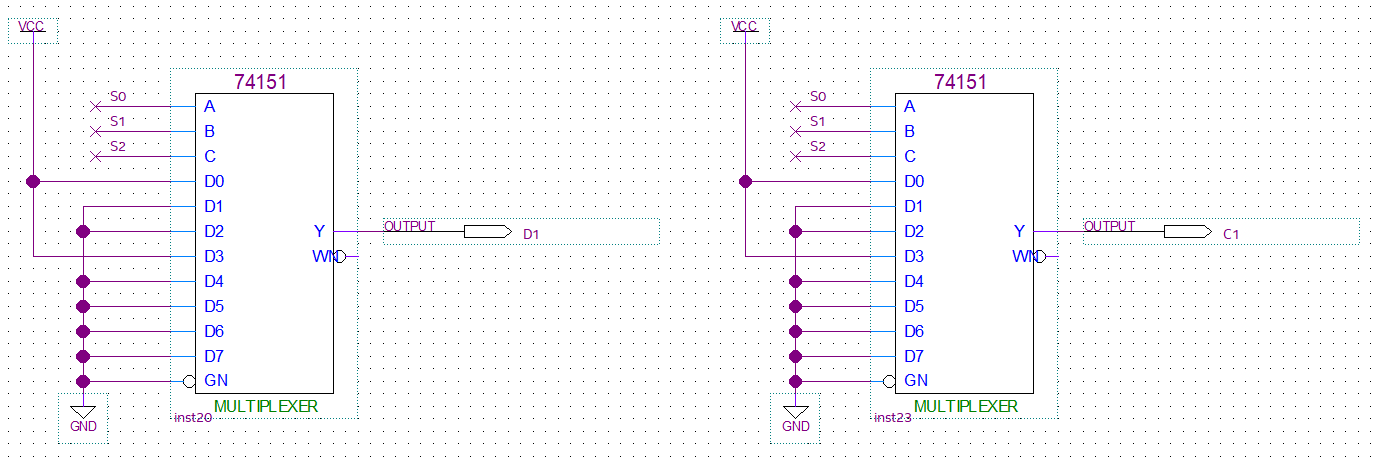 VCC
74151
S0
A
S1
B
S2
C
D0
D1
D2
Y
OUTPUT
D1
D3
WN
D4
D5
D6
D7
GN
MULTIPLEXER
inst20
GND
VCC
74151
S0
A
S1
B
S2
C
D0
D1
D2
Y
OUTPUT
C1
D3
WN
D4
D5
D6
D7
GN
MULTIPLEXER
inst23
GND